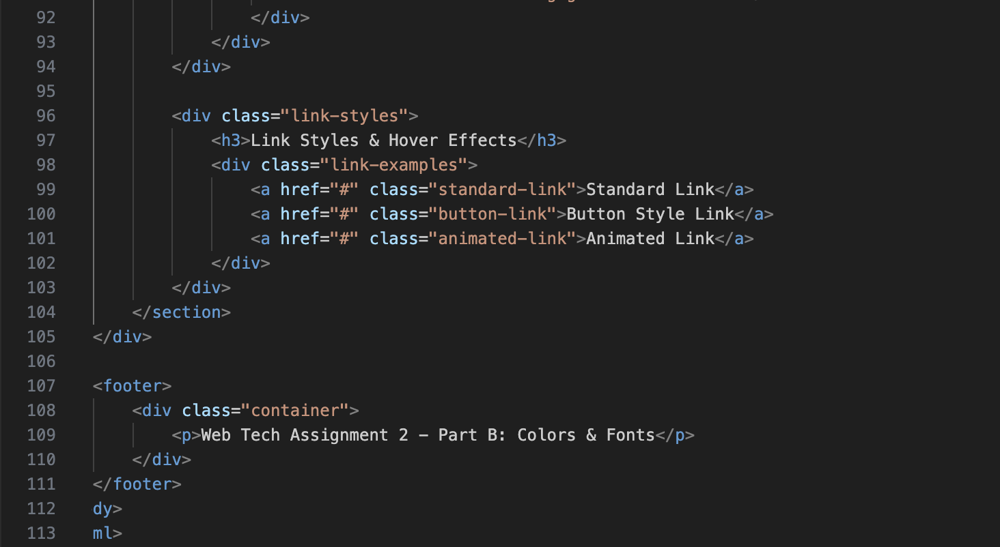 92 </div>
93 </div>
94 </div>
95
96 <div class="link-styles">
97 <h3>Link Styles & Hover Effects</h3>
98 <div class="link-examples">
99 <a href="#" class="standard-link">Standard Link</a>
100 <a href="#" class="button-link">Button Style Link</a>
101 <a href="#" class="animated-link">Animated Link</a>
102 </div>
103 </div>
104 </section>
105 </div>
106
107 <footer>
108 <div class="container">
109 <p>Web Tech Assignment 2 - Part B: Colors & Fonts</p>
110 </div>
111 </footer>
112 dy>
113 ml>